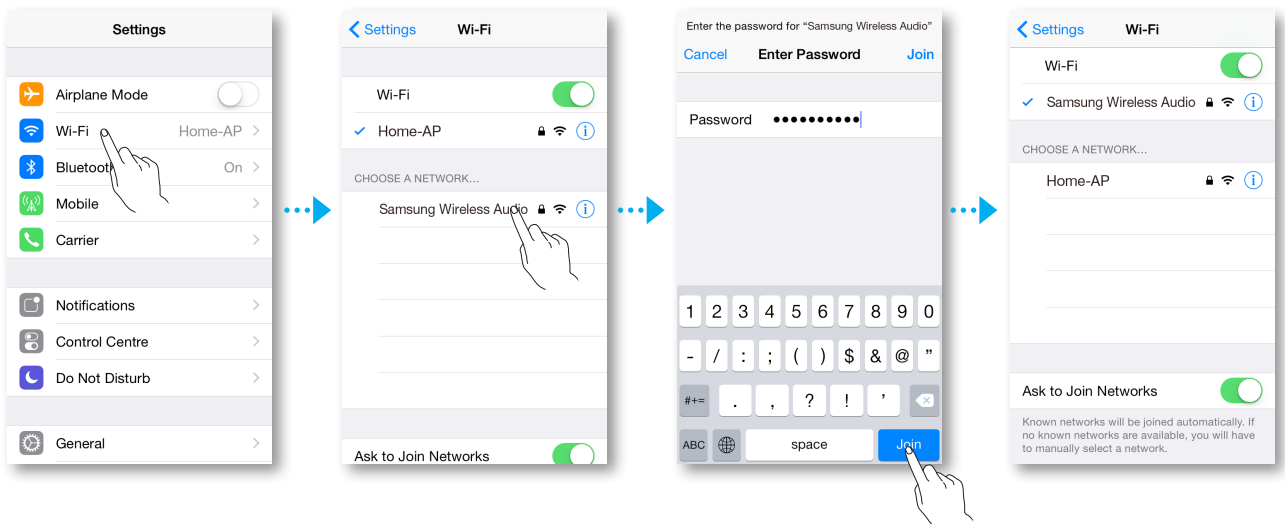 Settings
Airplane Mode
Wi-Fi Home-AP
On
Mobile
Carrier
Notifications
Control Centre
Do Not Disturb
General
Settings Wi-Fi
Wi-Fi
Home-AP
CHOOSE A NETWORK...
Samsung Wireless Audio
Ask to Join Networks
Enter the password for “Samsung Wireless Audio”
Cancel Enter Password Join
Password ●●●●●●●●●●
1 2 3 4 5 6 7 8 9 0
- / : ; ( ) $ & @ ”
#+= . , ? ! ’
ABC space Join
Settings Wi-Fi
Wi-Fi
Samsung Wireless Audio
CHOOSE A NETWORK...
Home-AP
Ask to Join Networks
Known networks will be joined automatically. If
no known networks are available, you will have
to manually select a network.